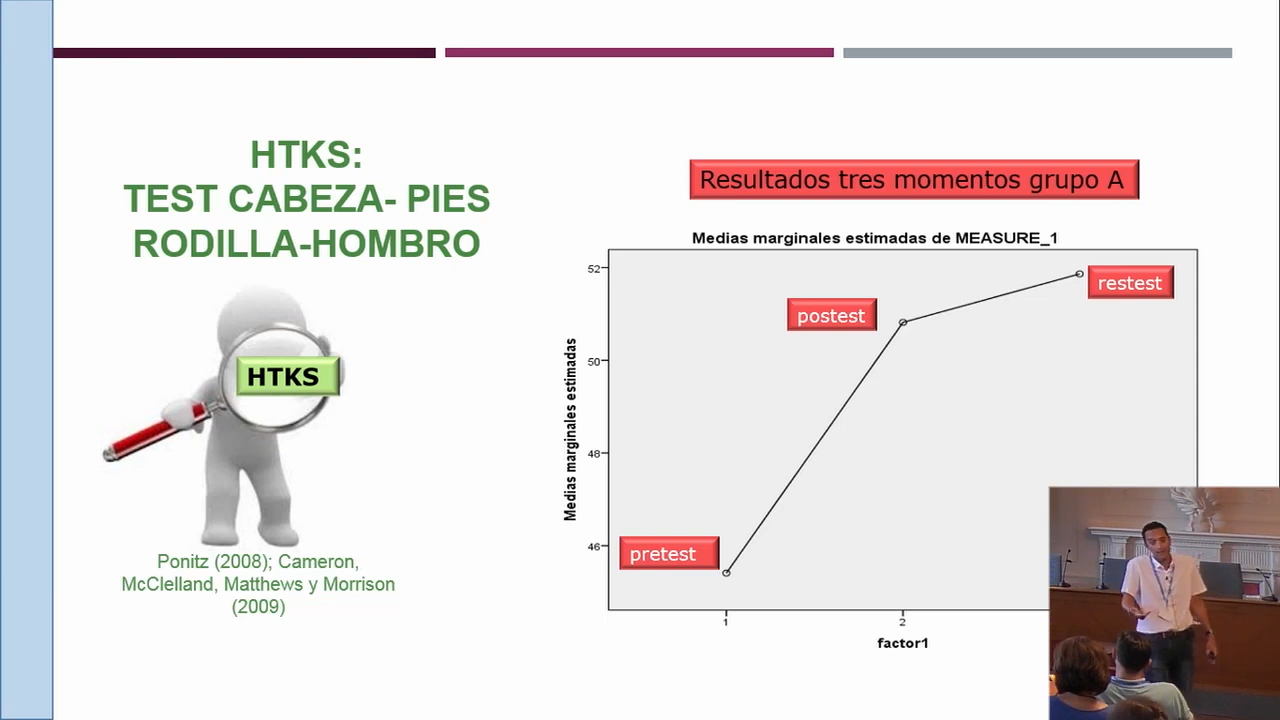 HTKS:
TEST CABEZA- PIES
RODILLA-HOMBRO
HTKS
Ponitz (2008); Cameron,
McClelland, Matthews y Morrison
(2009)
Resultados tres momentos grupo A
Medias marginales estimadas de MEASURE_1
Medias marginales estimadas
52
50
48
46
restest
postest
pretest
1
2
factor1